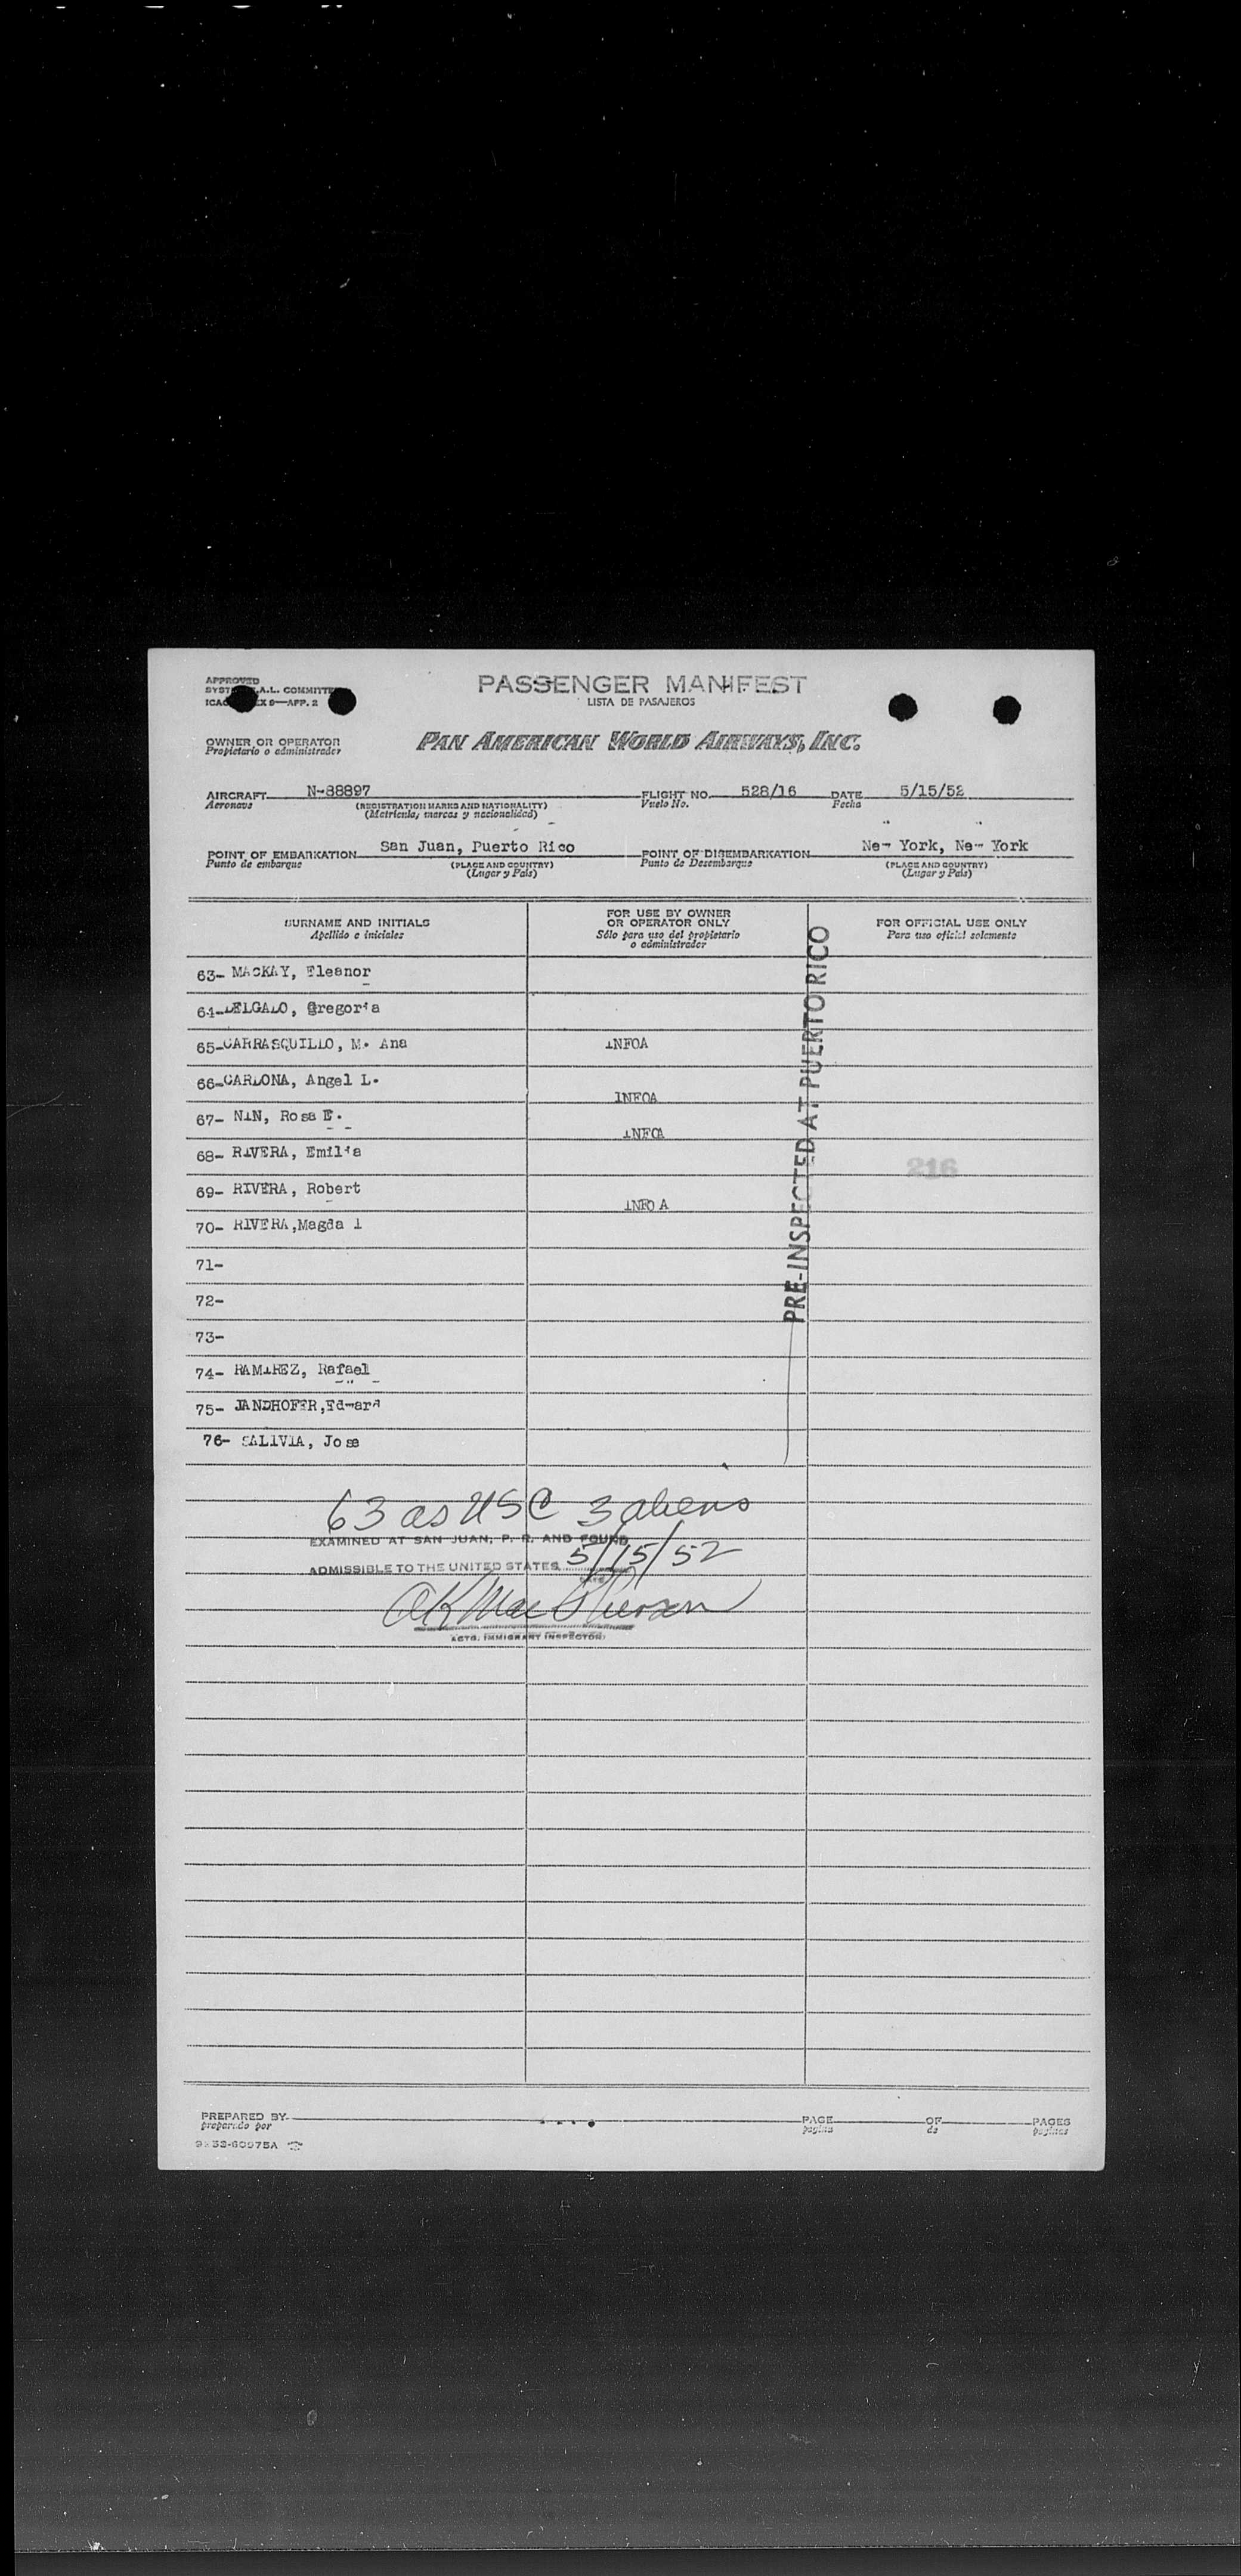 APPROVED
PASSENGER MANIFEST
LISTA DE PASAJEROS
OWNER OR OPERATOR
Propietario o administrador
PAN AMERICAN WORLD AIRWAYS, INC.
AIRCRAFT N-88897 FLIGHT NO. 528/16 DATE 5/15/52
Aeronave (REGISTRATION MARKS AND NATIONALITY) Vuelo No. Fecha
(Matricula, marcas y nacionalidad)
POINT OF EMBARKATION San Juan, Puerto Rico POINT OF DISEMBARKATION New York, New York
Punto de embarque (PLACE AND COUNTRY) Punto de Desembarque (PLACE AND COUNTRY)
(Lugar y País) (Lugar y País)
SURNAME AND INITIALS FOR USE BY OWNER OR OPERATOR ONLY FOR OFFICIAL USE ONLY
Apellido e iniciales Sólo para uso del propietario o administrador Para uso oficial solamente
63- MACKAY, Eleanor
64-DELGADO, Gregoria
65-CARRASQUILLO, M. Ana INFOA
66-CARDONA, Angel L.
INFOA
67- NIN, Rosa E.
INFOA
68- RIVERA, Emilia
216
69- RIVERA, Robert
INFOA
70- RIVERA,Magda I
71-
72-
73-
74- RAMIREZ, Rafael
75- JANDHOFER,Edward
76- SALIVIA, Jose
PRE-INSPECTED AT PUERTO RICO
63 as USC 3 aliens
EXAMINED AT SAN JUAN, P. R. AND FOUND
ADMISSIBLE TO THE UNITED STATES 5/15/52
ACTG. IMMIGRANT INSPECTOR
PREPARED BY PAGE OF PAGES
preparado por pagina de paginas